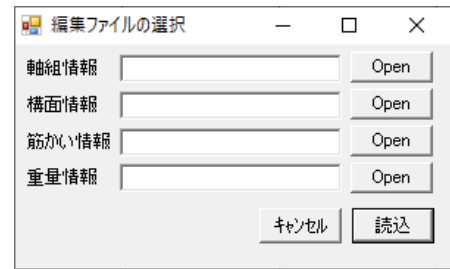 編集ファイルの選択
軸組情報 Open
構面情報 Open
筋かい情報 Open
重量情報 Open
キャンセル 読込